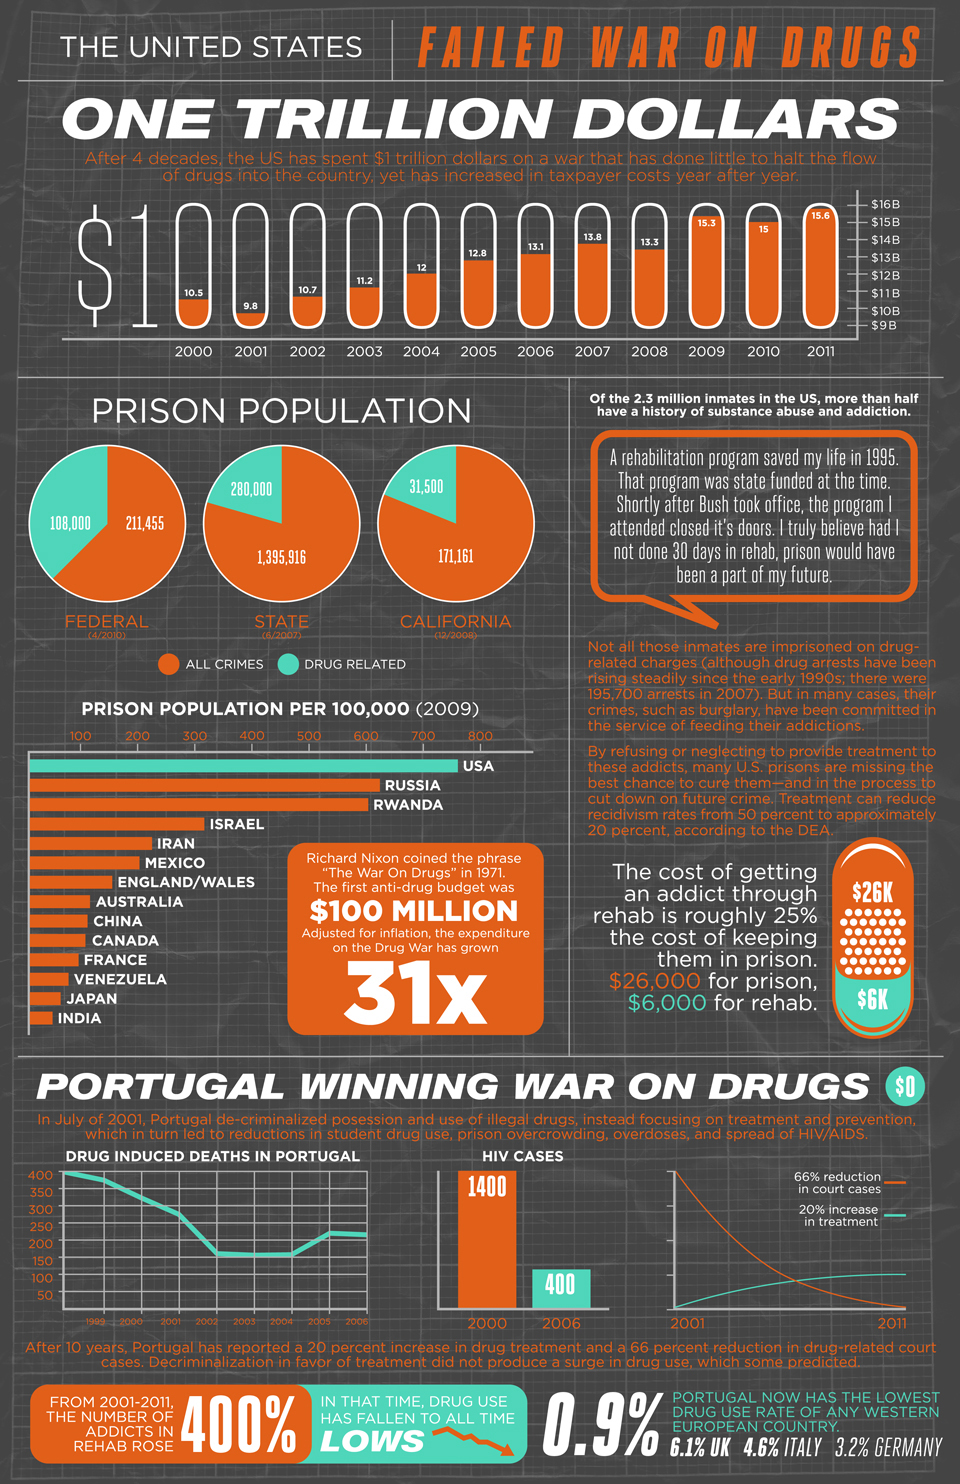 THE UNITED STATES
FAILED WAR ON DRUGS
ONE TRILLION DOLLARS
After 4 decades, the US has spent $1 trillion dollars on a war that has done little to halt the flow
of drugs into the country, yet has increased in taxpayer costs year after year.
$1
10.5
9.8
10.7
11.2
12
12.8
13.1
13.8
13.3
15.3
15
15.6
$16B
$15B
$14B
$13B
$12B
$11B
$10B
$9B
2000 2001 2002 2003 2004 2005 2006 2007 2008 2009 2010 2011
PRISON POPULATION
108,000
211,455
280,000
1,395,916
31,500
171,161
FEDERAL
(4/2010)
STATE
(6/2007)
CALIFORNIA
(12/2008)
ALL CRIMES
DRUG RELATED
PRISON POPULATION PER 100,000 (2009)
100 200 300 400 500 600 700 800
USA
RUSSIA
RWANDA
ISRAEL
IRAN
MEXICO
ENGLAND/WALES
AUSTRALIA
CHINA
CANADA
FRANCE
VENEZUELA
JAPAN
INDIA
Richard Nixon coined the phrase
“The War On Drugs” in 1971.
The first anti-drug budget was
$100 MILLION
Adjusted for inflation, the expenditure
on the Drug War has grown
31x
Of the 2.3 million inmates in the US, more than half
have a history of substance abuse and addiction.
A rehabilitation program saved my life in 1995.
That program was state funded at the time.
Shortly after Bush took office, the program I
attended closed it's doors. I truly believe had I
not done 30 days in rehab, prison would have
been a part of my future.
Not all those inmates are imprisoned on drug-
related charges (although drug arrests have been
rising steadily since the early 1990s; there were
195,700 arrests in 2007). But in many cases, their
crimes, such as burglary, have been committed in
the service of feeding their addictions.
By refusing or neglecting to provide treatment to
these addicts, many U.S. prisons are missing the
best chance to cure them—and in the process to
cut down on future crime. Treatment can reduce
recidivism rates from 50 percent to approximately
20 percent, according to the DEA.
The cost of getting
an addict through
rehab is roughly 25%
the cost of keeping
them in prison.
$26,000 for prison,
$6,000 for rehab.
$26K
$6K
PORTUGAL WINNING WAR ON DRUGS
$0
In July of 2001, Portugal de-criminalized posession and use of illegal drugs, instead focusing on treatment and prevention,
which in turn led to reductions in student drug use, prison overcrowding, overdoses, and spread of HIV/AIDS.
DRUG INDUCED DEATHS IN PORTUGAL
400
350
300
250
200
150
100
50
1999 2000 2001 2002 2003 2004 2005 2006
HIV CASES
1400
400
2000 2006
66% reduction
in court cases
20% increase
in treatment
2001 2011
After 10 years, Portugal has reported a 20 percent increase in drug treatment and a 66 percent reduction in drug-related court
cases. Decriminalization in favor of treatment did not produce a surge in drug use, which some predicted.
FROM 2001-2011,
THE NUMBER OF
ADDICTS IN
REHAB ROSE
400%
IN THAT TIME, DRUG USE
HAS FALLEN TO ALL TIME
LOWS
0.9%
PORTUGAL NOW HAS THE LOWEST
DRUG USE RATE OF ANY WESTERN
EUROPEAN COUNTRY.
6.1% UK 4.6% ITALY 3.2% GERMANY